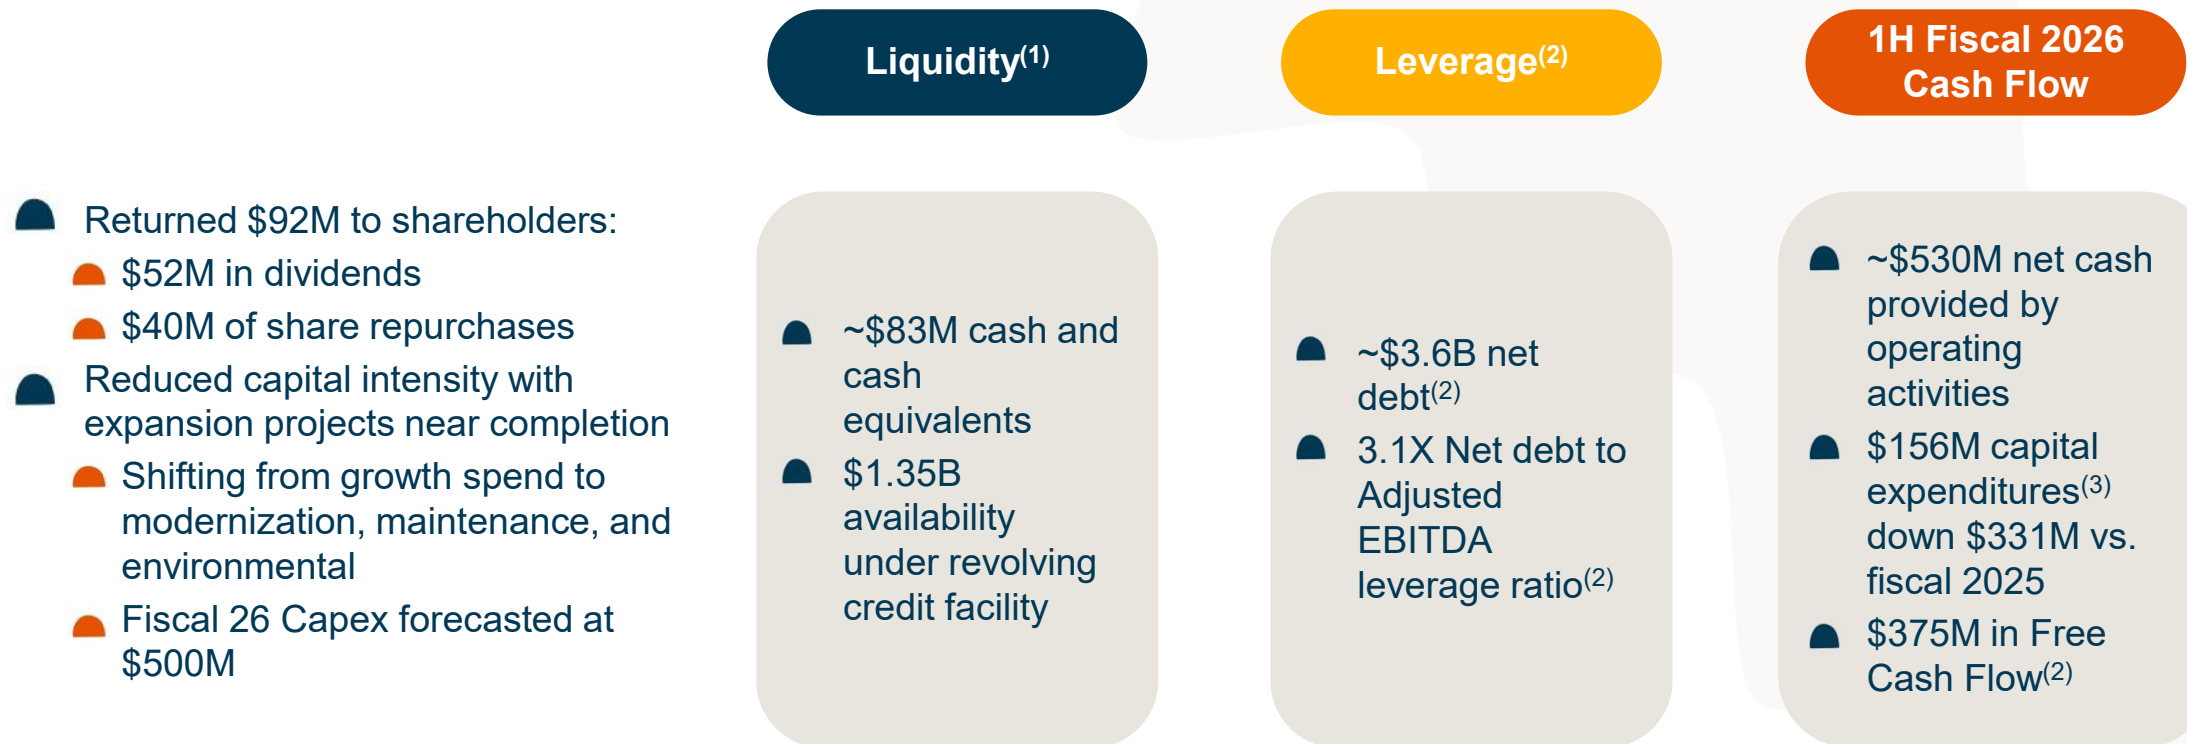 Liquidity(1)
Leverage(2)
1H Fiscal 2026
Cash Flow
Returned $92M to shareholders:
$52M in dividends
$40M of share repurchases
Reduced capital intensity with
expansion projects near completion
Shifting from growth spend to
modernization, maintenance, and
environmental
Fiscal 26 Capex forecasted at
$500M
~$83M cash and
cash
equivalents
$1.35B
availability
under revolving
credit facility
~$3.6B net
debt(2)
3.1X Net debt to
Adjusted
EBITDA
leverage ratio(2)
~$530M net cash
provided by
operating
activities
$156M capital
expenditures(3)
down $331M vs.
fiscal 2025
$375M in Free
Cash Flow(2)